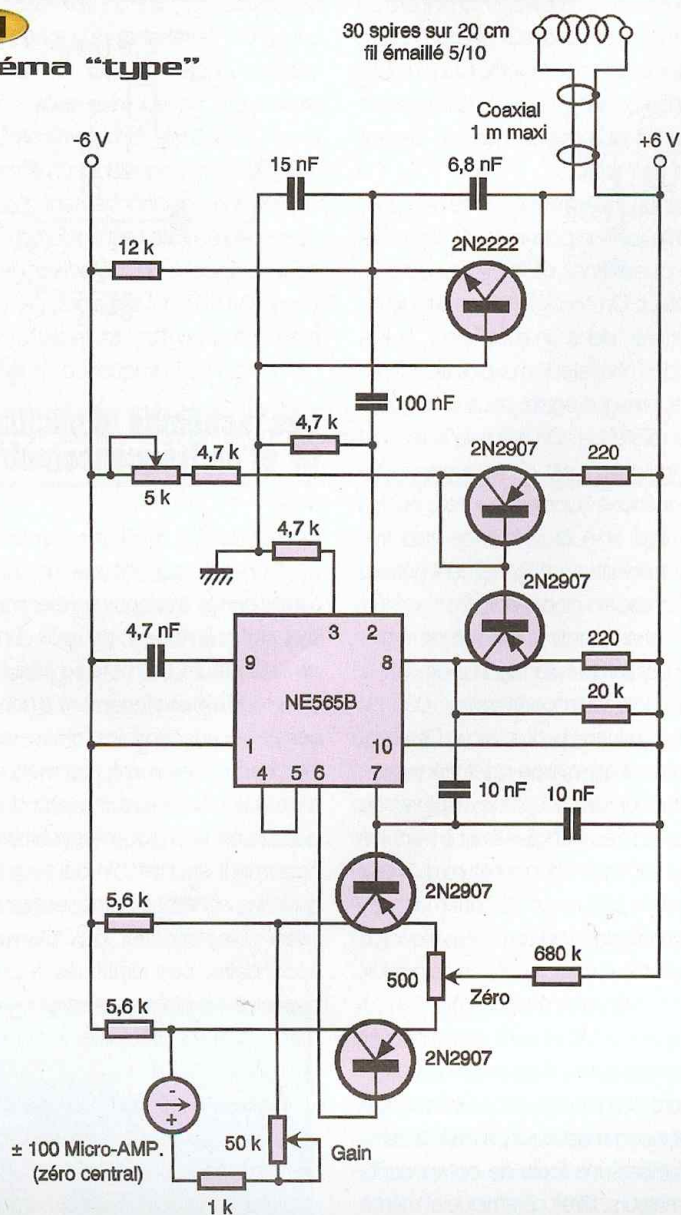 1
éma “type”
30 spires sur 20 cm
fil émaillé 5/10
Coaxial
1 m maxi
-6 V
+6 V
15 nF
6,8 nF
12 k
2N2222
100 nF
4,7 k
4,7 k
5 k
2N2907
220
4,7 k
2N2907
4,7 nF
3 2
9 8
220
NE565B
20 k
1 10
4 5 6 7
10 nF
10 nF
5,6 k
2N2907
680 k
500
Zéro
5,6 k
2N2907
-
+
± 100 Micro-AMP.
(zéro central)
50 k
Gain
1 k